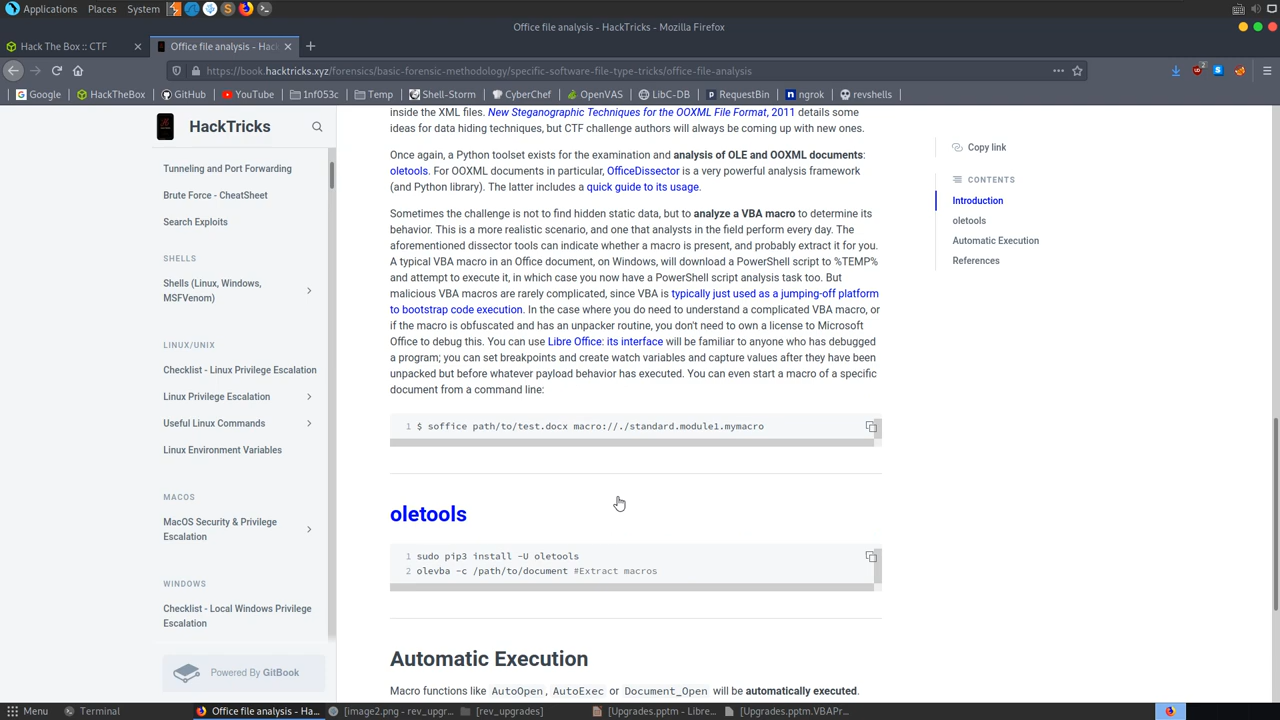 Applications Places System
Office file analysis - HackTricks - Mozilla Firefox
Hack The Box :: CTF
Office file analysis - Hac
https://book.hacktricks.xyz/forensics/basic-forensic-methodology/specific-software-file-type-tricks/office-file-analysis
Google HackTheBox GitHub YouTube 1nf053c Temp Shell-Storm CyberChef OpenVAS LibC-DB RequestBin ngrok revshells
HackTricks
Tunneling and Port Forwarding
Brute Force - CheatSheet
Search Exploits
SHELLS
Shells (Linux, Windows,
MSFVenom)
LINUX/UNIX
Checklist - Linux Privilege Escalation
Linux Privilege Escalation
Useful Linux Commands
Linux Environment Variables
MACOS
MacOS Security & Privilege
Escalation
WINDOWS
Checklist - Local Windows Privilege
Escalation
Powered By GitBook
inside the XML files. New Steganographic Techniques for the OOXML File Format, 2011 details some
ideas for data hiding techniques, but CTF challenge authors will always be coming up with new ones.
Once again, a Python toolset exists for the examination and analysis of OLE and OOXML documents:
oletools. For OOXML documents in particular, OfficeDissector is a very powerful analysis framework
(and Python library). The latter includes a quick guide to its usage.
Sometimes the challenge is not to find hidden static data, but to analyze a VBA macro to determine its
behavior. This is a more realistic scenario, and one that analysts in the field perform every day. The
aforementioned dissector tools can indicate whether a macro is present, and probably extract it for you.
A typical VBA macro in an Office document, on Windows, will download a PowerShell script to %TEMP%
and attempt to execute it, in which case you now have a PowerShell script analysis task too. But
malicious VBA macros are rarely complicated, since VBA is typically just used as a jumping-off platform
to bootstrap code execution. In the case where you do need to understand a complicated VBA macro, or
if the macro is obfuscated and has an unpacker routine, you don't need to own a license to Microsoft
Office to debug this. You can use Libre Office: its interface will be familiar to anyone who has debugged
a program; you can set breakpoints and create watch variables and capture values after they have been
unpacked but before whatever payload behavior has executed. You can even start a macro of a specific
document from a command line:
1 $ soffice path/to/test.docx macro://./standard.module1.mymacro
oletools
1 sudo pip3 install -U oletools
2 olevba -c /path/to/document #Extract macros
Automatic Execution
Macro functions like AutoOpen, AutoExec or Document_Open will be automatically executed.
Copy link
CONTENTS
Introduction
oletools
Automatic Execution
References
Menu Terminal Office file analysis - Ha... [image2.png - rev_upgr... [rev_upgrades] [Upgrades.pptm - Libre... [Upgrades.pptm.VBAPr...